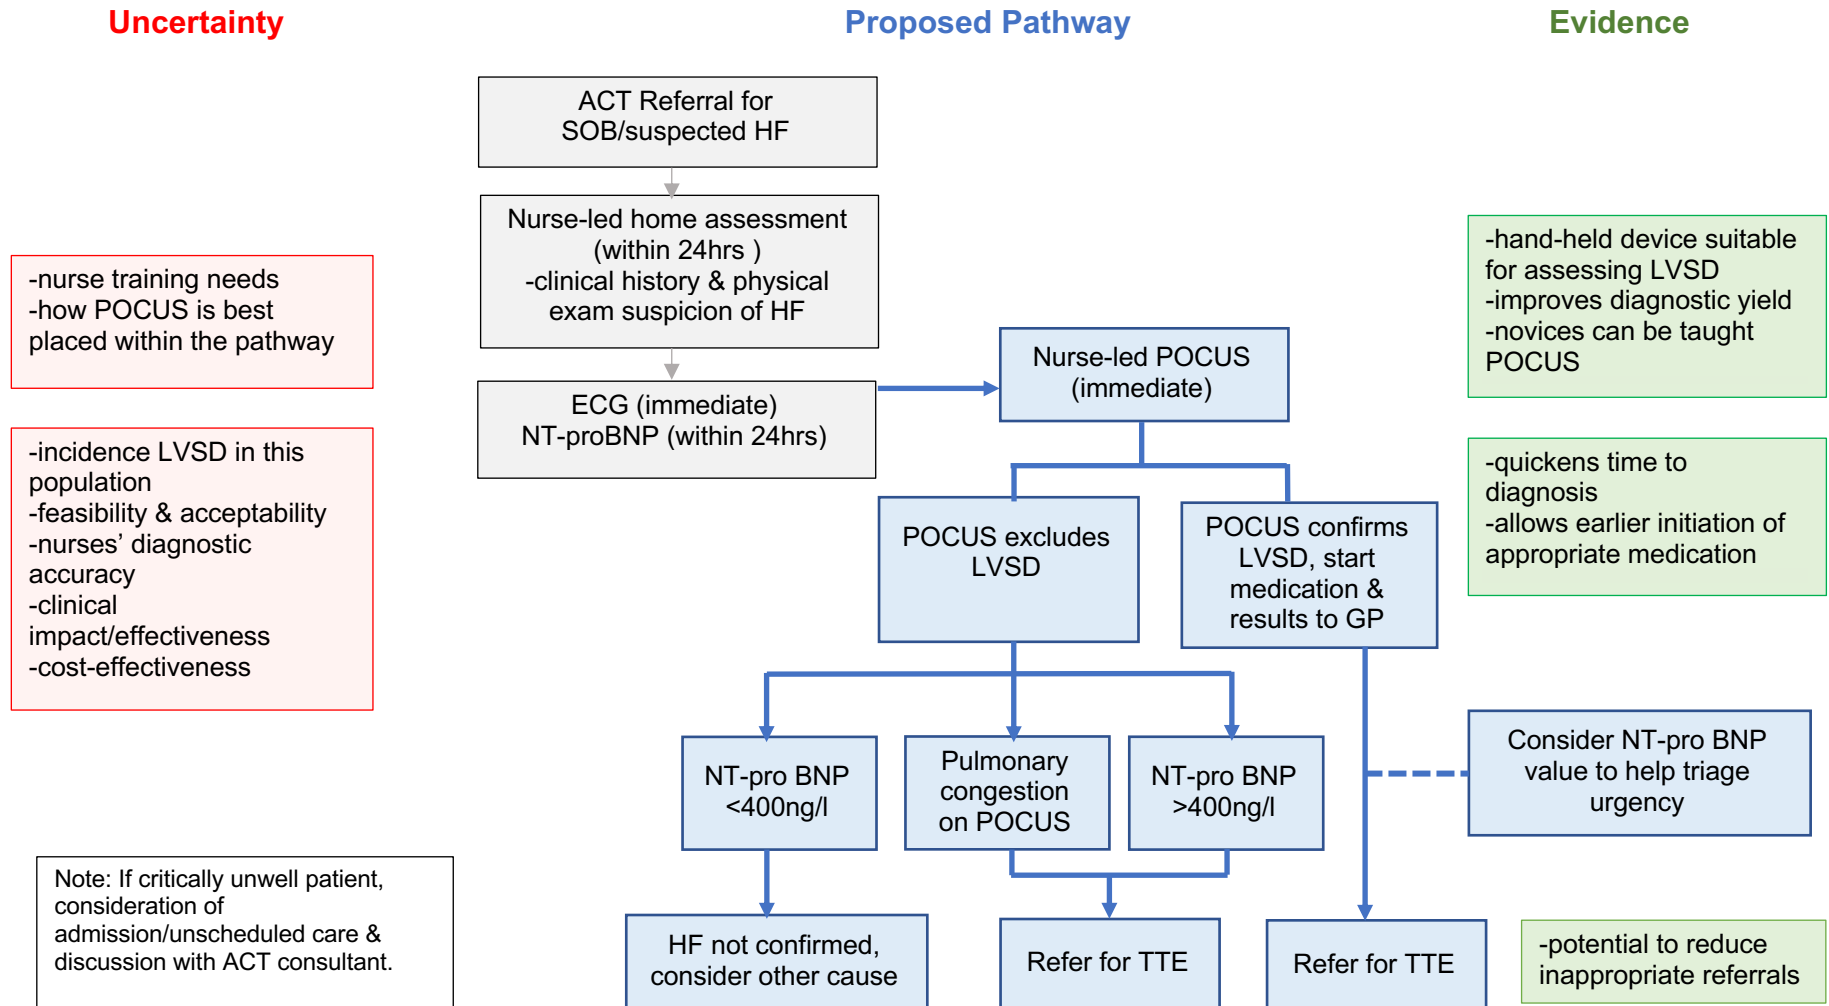 Uncertainty
Proposed Pathway
Evidence
ACT Referral for
SOB/suspected HF
Nurse-led home assessment
(within 24hrs )
-clinical history & physical
exam suspicion of HF
ECG (immediate)
NT-proBNP (within 24hrs)
-nurse training needs
-how POCUS is best
placed within the pathway
-incidence LVSD in this
population
-feasibility & acceptability
-nurses’ diagnostic
accuracy
-clinical
impact/effectiveness
-cost-effectiveness
Note: If critically unwell patient,
consideration of
admission/unscheduled care &
discussion with ACT consultant.
Nurse-led POCUS
(immediate)
POCUS excludes
LVSD
POCUS confirms
LVSD, start
medication &
results to GP
NT-pro BNP
<400ng/l
Pulmonary
congestion
on POCUS
NT-pro BNP
>400ng/l
Consider NT-pro BNP
value to help triage
urgency
HF not confirmed,
consider other cause
Refer for TTE
Refer for TTE
-hand-held device suitable
for assessing LVSD
-improves diagnostic yield
-novices can be taught
POCUS
-quickens time to
diagnosis
-allows earlier initiation of
appropriate medication
-potential to reduce
inappropriate referrals